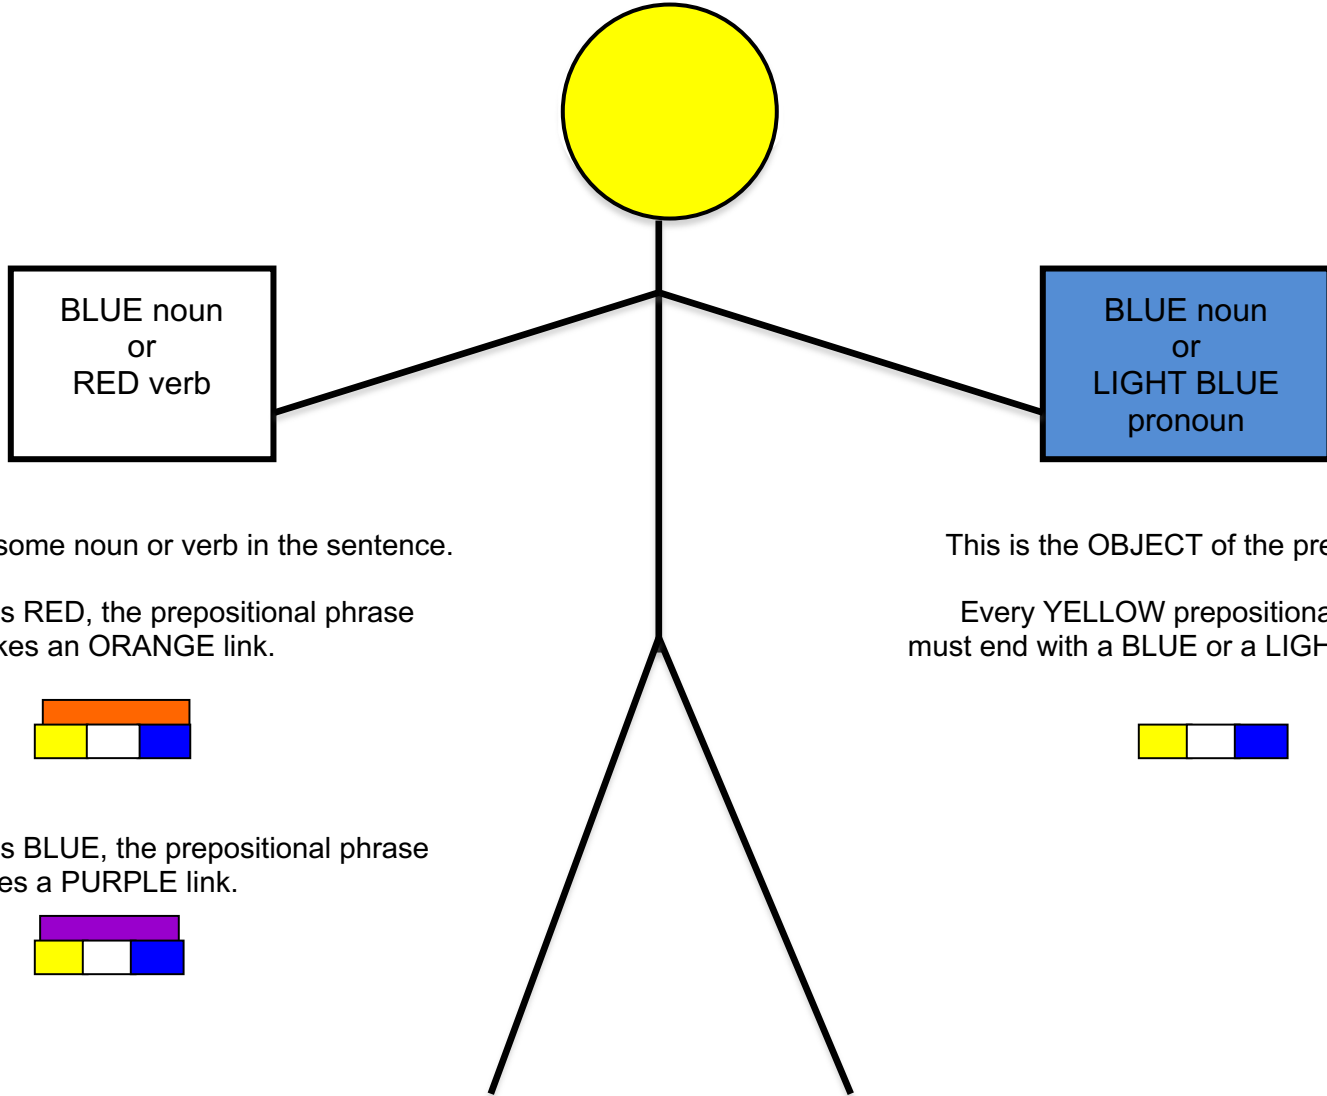 BLUE noun
or
RED verb
BLUE noun
or
LIGHT BLUE
pronoun
some noun or verb in the sentence.
s RED, the prepositional phrase
kes an ORANGE link.
s BLUE, the prepositional phrase
es a PURPLE link.
This is the OBJECT of the pre
Every YELLOW prepositiona
must end with a BLUE or a LIGH